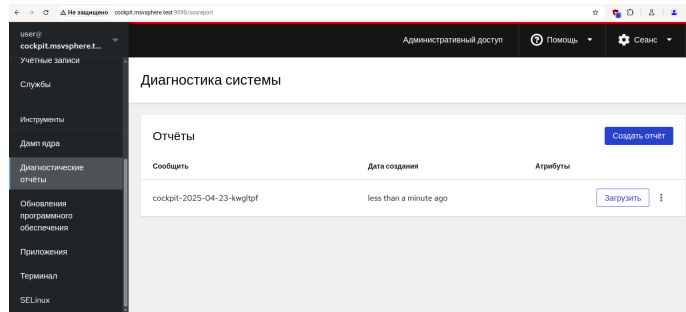 Не защищено cockpit.msvsphere.test:9090/sosreport
user@
cockpit.msvsphere.t...
Административный доступ
Помощь
Сеанс
Учётные записи
Службы
Инструменты
Дамп ядра
Диагностические
отчёты
Обновления
программного
обеспечения
Приложения
Терминал
SELinux
Диагностика системы
Отчёты
Создать отчёт
Сообщить Дата создания Атрибуты
cockpit-2025-04-23-kwgltpf less than a minute ago Загрузить